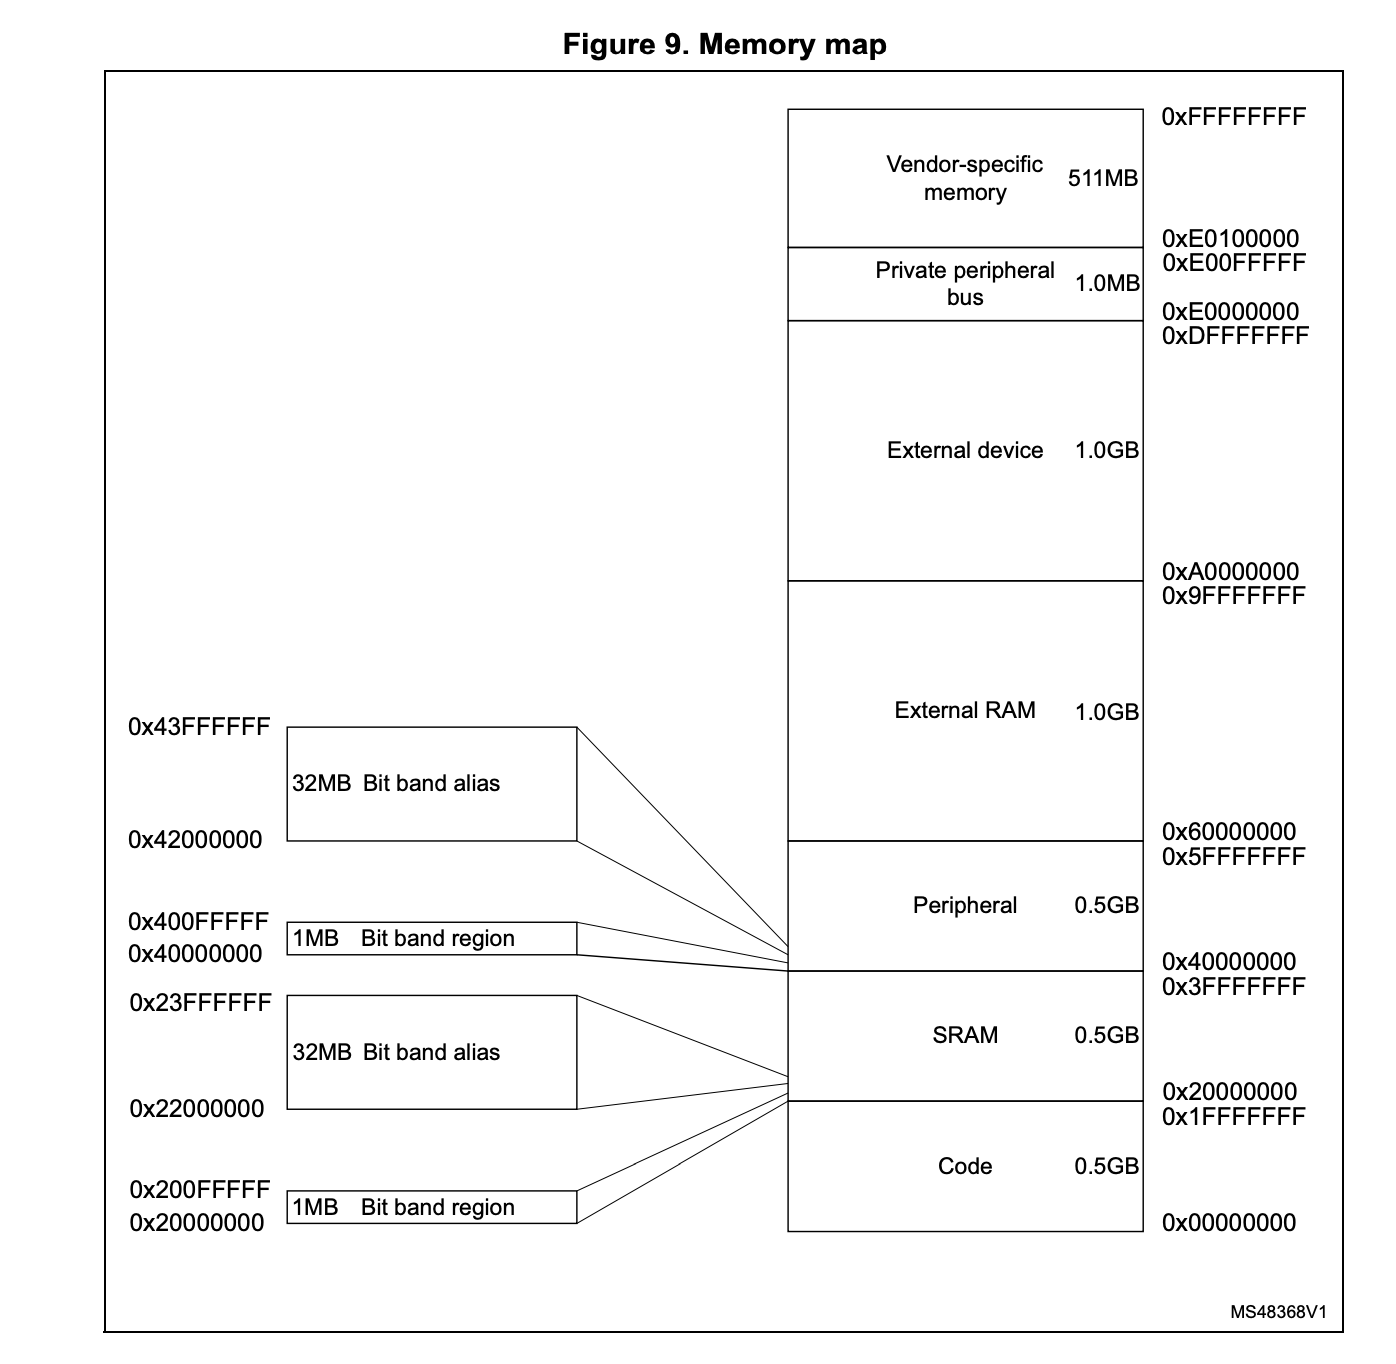 Figure 9. Memory map
0xFFFFFFFF
Vendor-specific
memory
511MB
0xE0100000
0xE00FFFFF
Private peripheral
bus
1.0MB
0xE0000000
0xDFFFFFFF
External device 1.0GB
0xA0000000
0x9FFFFFFF
External RAM 1.0GB
0x43FFFFFF
32MB Bit band alias
0x42000000
0x60000000
0x5FFFFFFF
Peripheral 0.5GB
0x400FFFFF
1MB Bit band region
0x40000000
0x40000000
0x3FFFFFFF
0x23FFFFFF
32MB Bit band alias
0x22000000
SRAM 0.5GB
0x20000000
0x1FFFFFFF
Code 0.5GB
0x200FFFFF
1MB Bit band region
0x20000000
0x00000000
MS48368V1